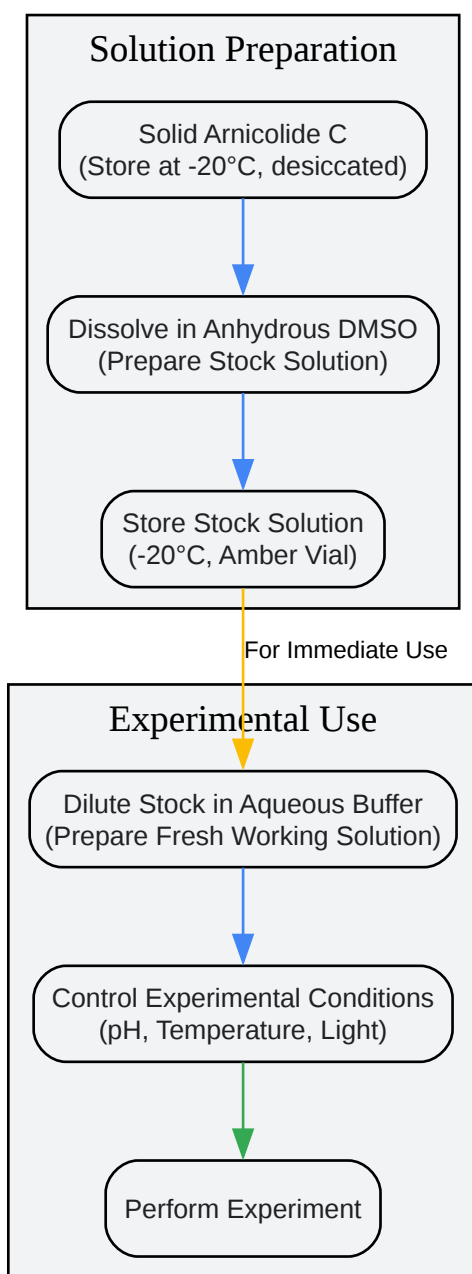 Solution Preparation
Solid Arnicolide C
(Store at -20°C, desiccated)
Dissolve in Anhydrous DMSO
(Prepare Stock Solution)
Store Stock Solution
(-20°C, Amber Vial)
For Immediate Use
Experimental Use
Dilute Stock in Aqueous Buffer
(Prepare Fresh Working Solution)
Control Experimental Conditions
(pH, Temperature, Light)
Perform Experiment